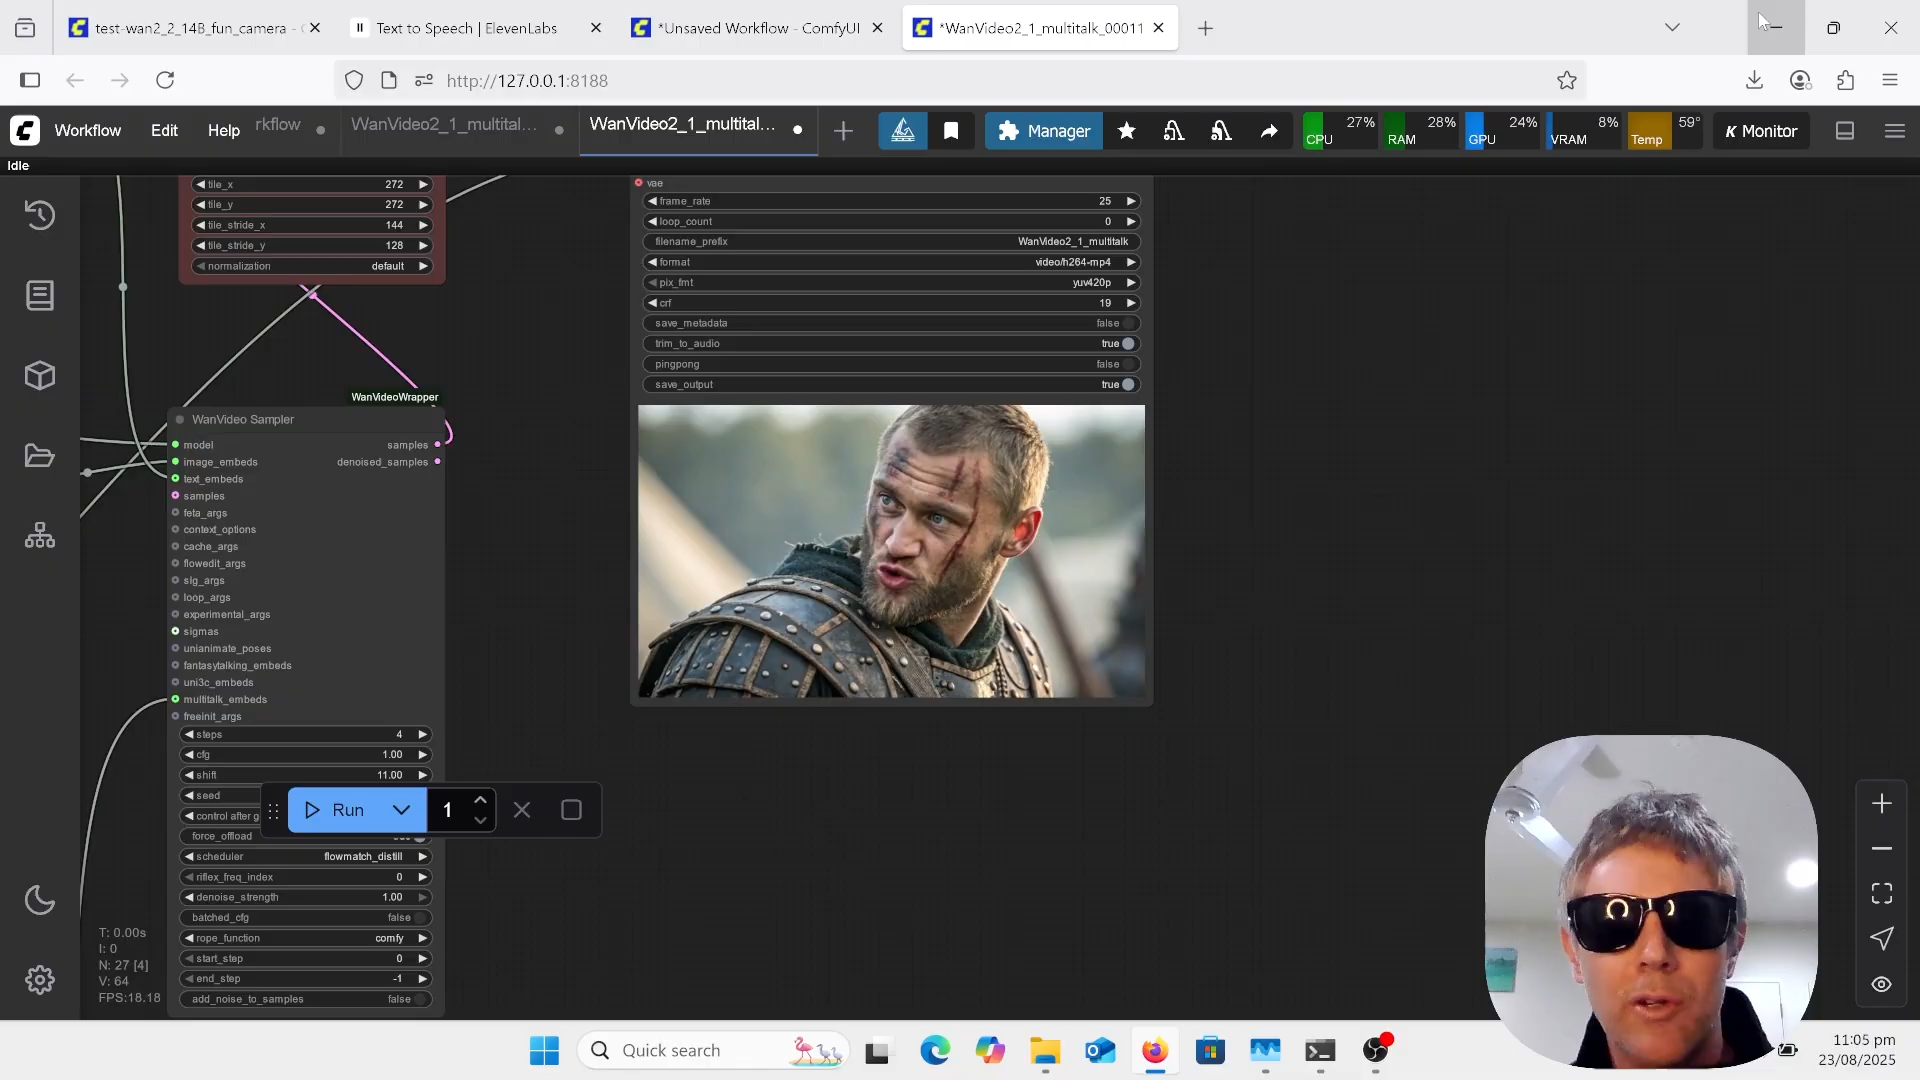 test-wan2_2_14B_fun_camera -
Text to Speech | ElevenLabs
*Unsaved Workflow - ComfyUI
*WanVideo2_1_multitalk_00011
http://127.0.0.1:8188
Workflow
Edit
Help
rkflow
WanVideo2_1_multital...
WanVideo2_1_multital...
Manager
CPU 27%
RAM 28%
GPU 24%
VRAM 8%
Temp 59°
Monitor
Idle
tile_x 272
tile_y 272
tile_stride_x 144
tile_stride_y 128
normalization default
vae
frame_rate 25
loop_count 0
filename_prefix WanVideo2_1_multitalk
format video/h264-mp4
pix_fmt yuv420p
crf 19
save_metadata false
trim_to_audio true
pingpong false
save_output true
WanVideoWrapper
WanVideo Sampler
model samples
image_embeds denoised_samples
text_embeds
samples
feta_args
context_options
cache_args
flowedit_args
slg_args
loop_args
experimental_args
sigmas
unianimate_poses
fantasytalking_embeds
uni3c_embeds
multitalk_embeds
freeinit_args
steps 4
cfg 1.00
shift 11.00
seed
control after g
force_offload
Run
1
scheduler flowmatch_distill
riflex_freq_index 0
denoise_strength 1.00
batched_cfg false
rope_function comfy
start_step 0
end_step -1
add_noise_to_samples false
T: 0.00s
I: 0
N: 27 [4]
V: 64
FPS:18.18
Quick search
11:05 pm
23/08/2025